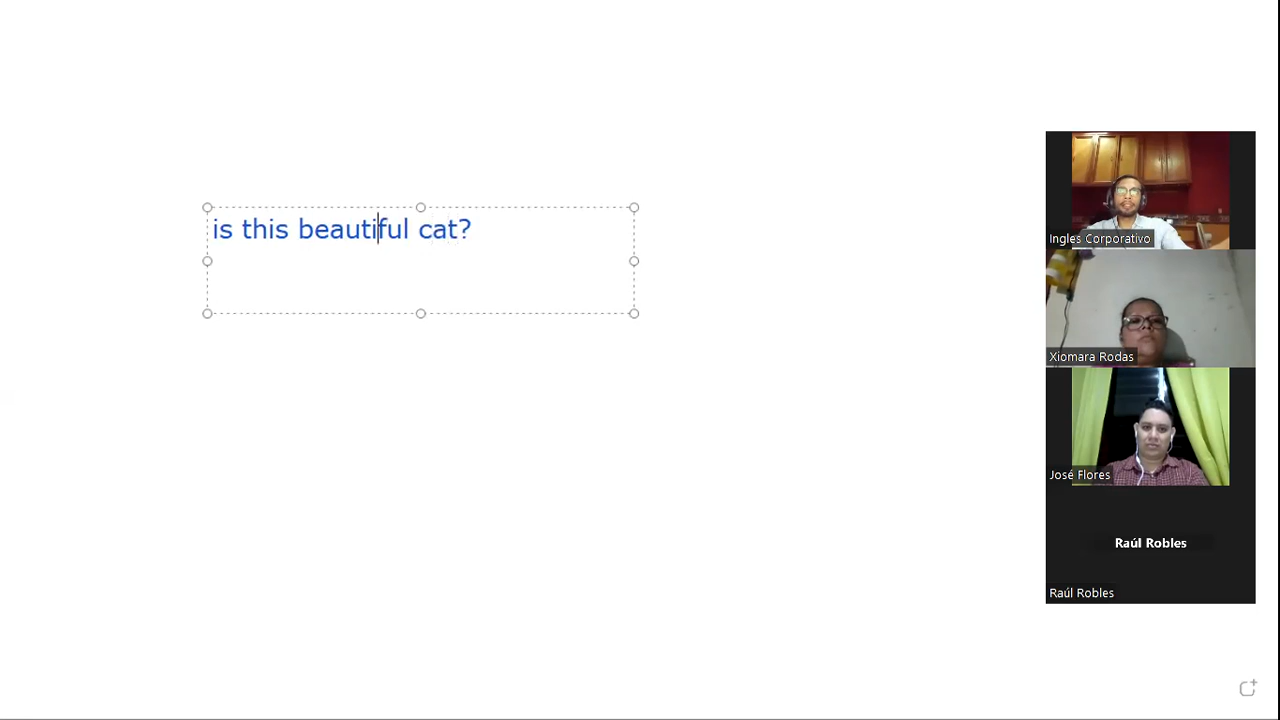 is this beautiful cat?
Ingles Corporativo
Xiomara Rodas
José Flores
Raúl Robles
Raúl Robles